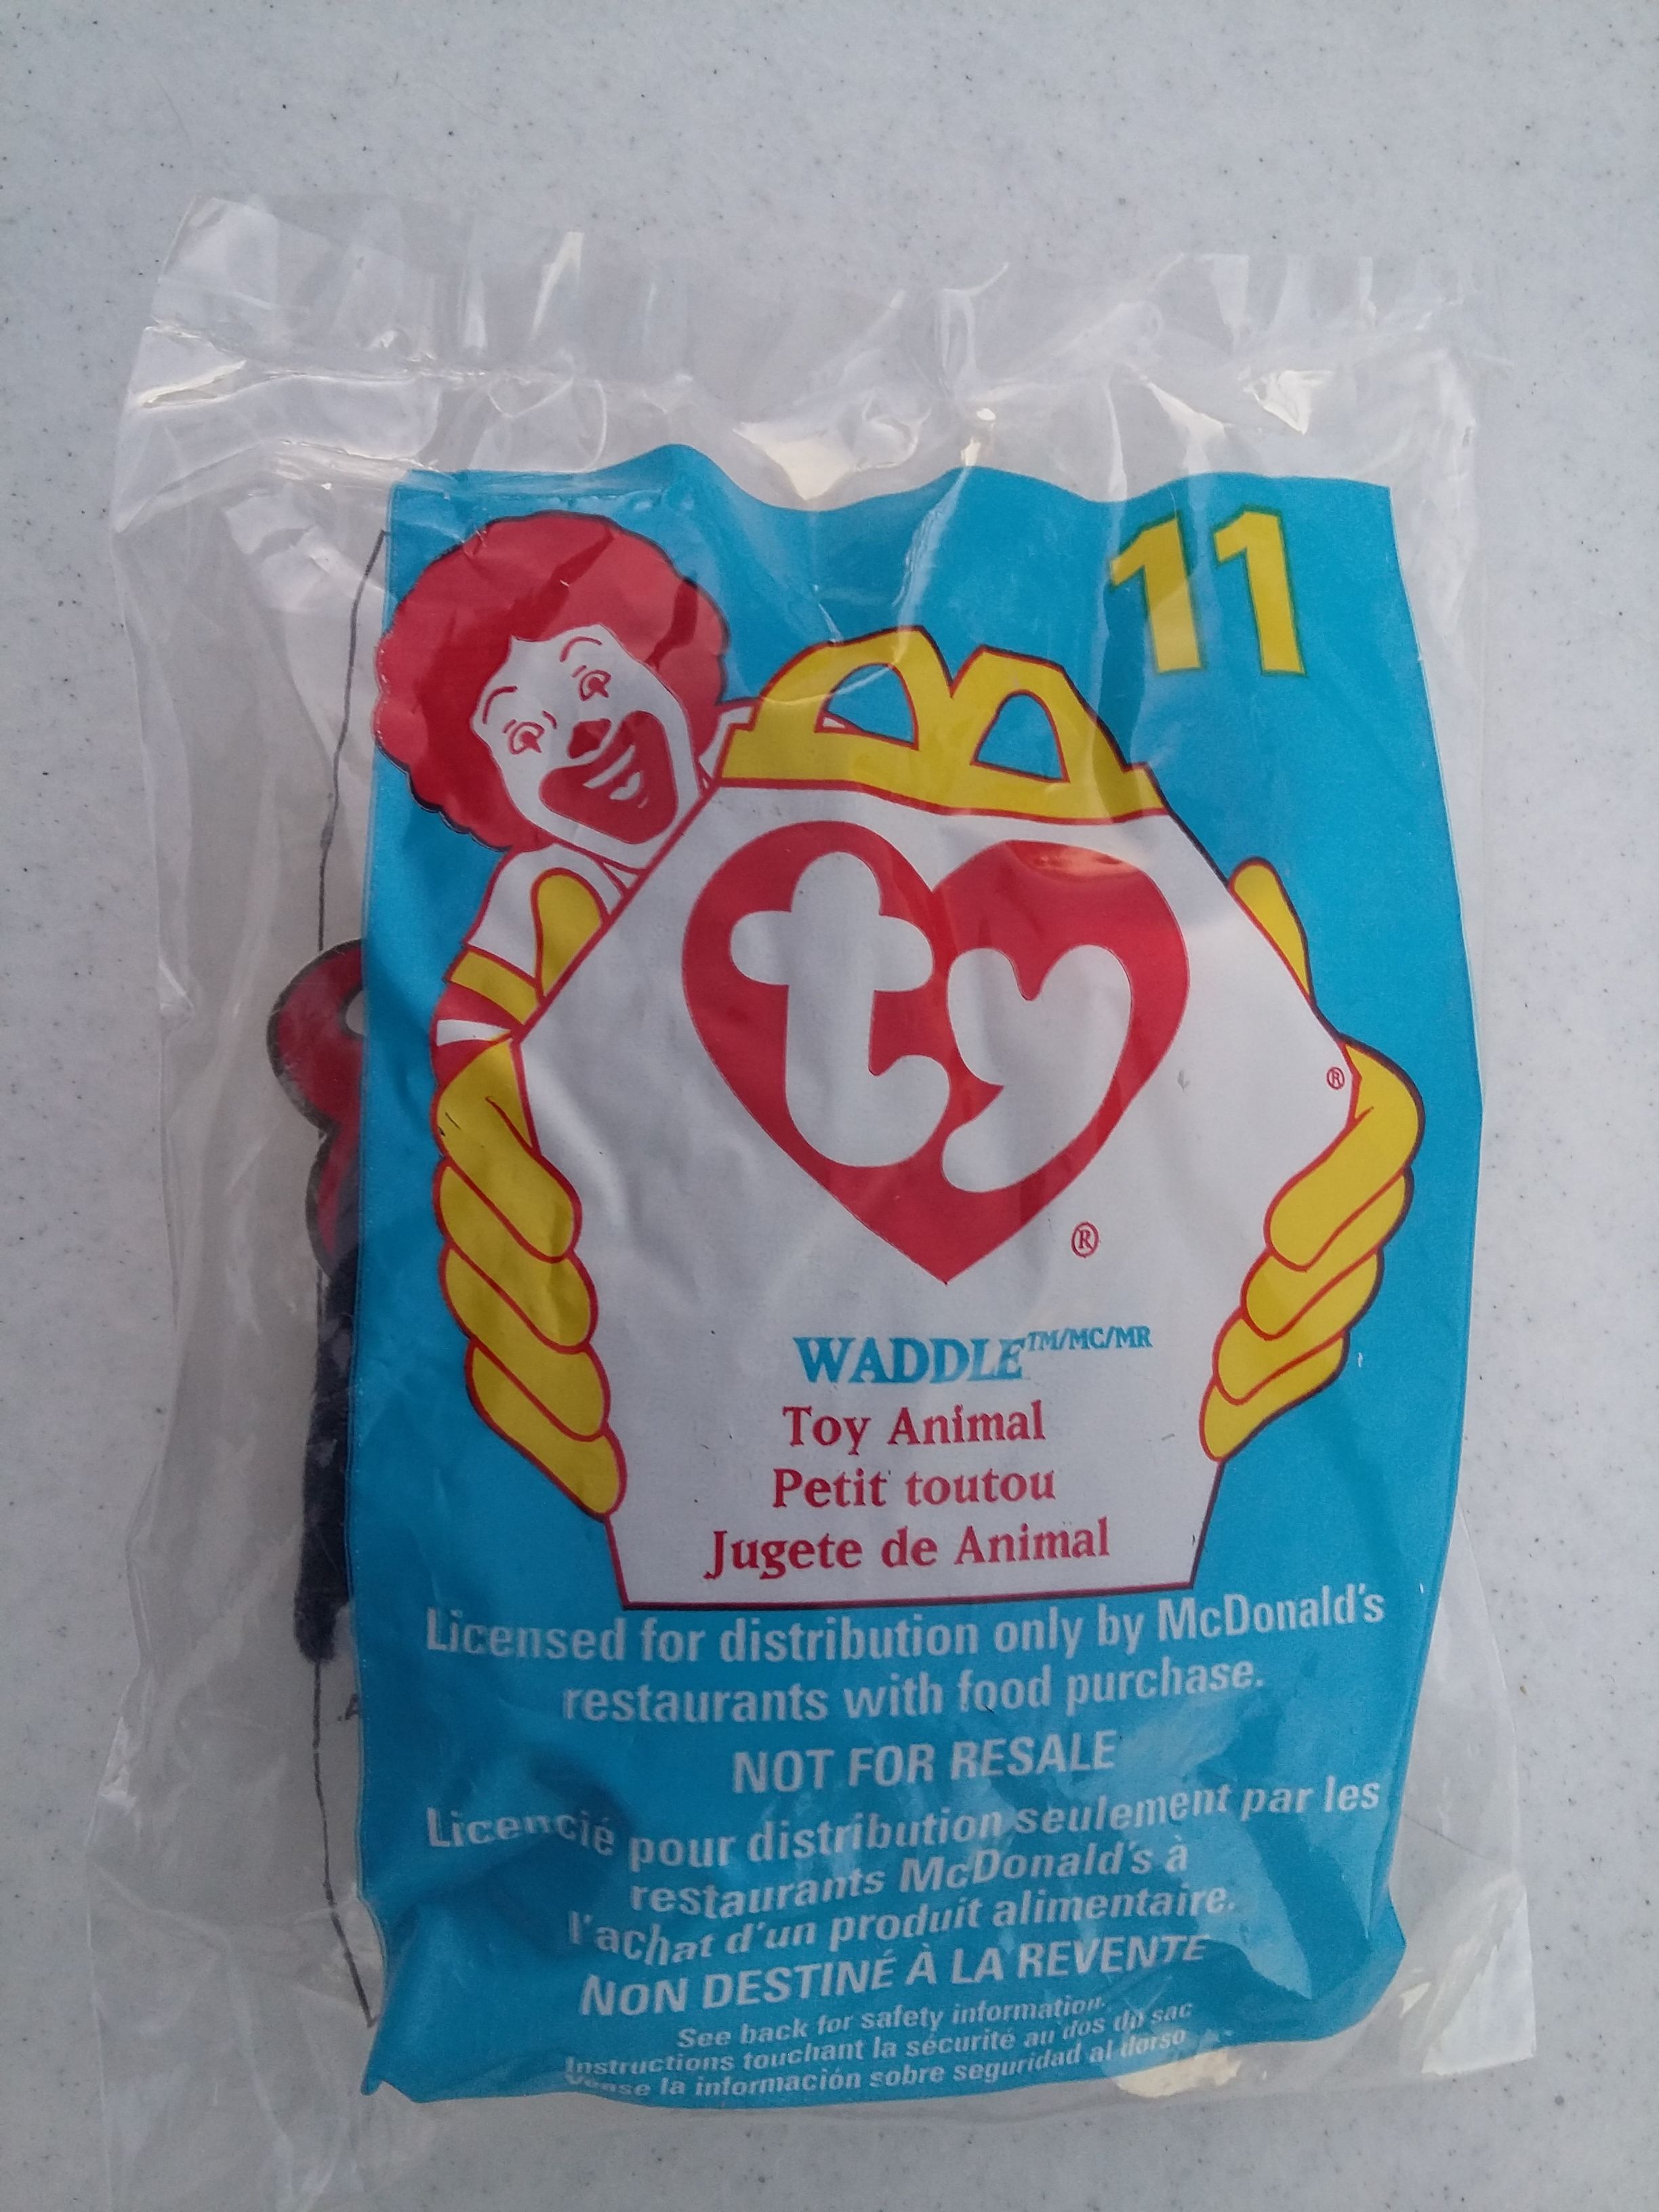 11
ty
®
®
WADDLE™/MC/MR
Toy Animal
Petit toutou
Jugete de Animal
Licensed for distribution only by McDonald's
restaurants with food purchase.
NOT FOR RESALE
Licencié pour distribution seulement par les
restaurants McDonald's à
l'achat d'un produit alimentaire.
NON DESTINÉ À LA REVENTE
See back for safety information.
Instructions touchant la sécurité au dos du sac
Véase la información sobre seguridad al dorso